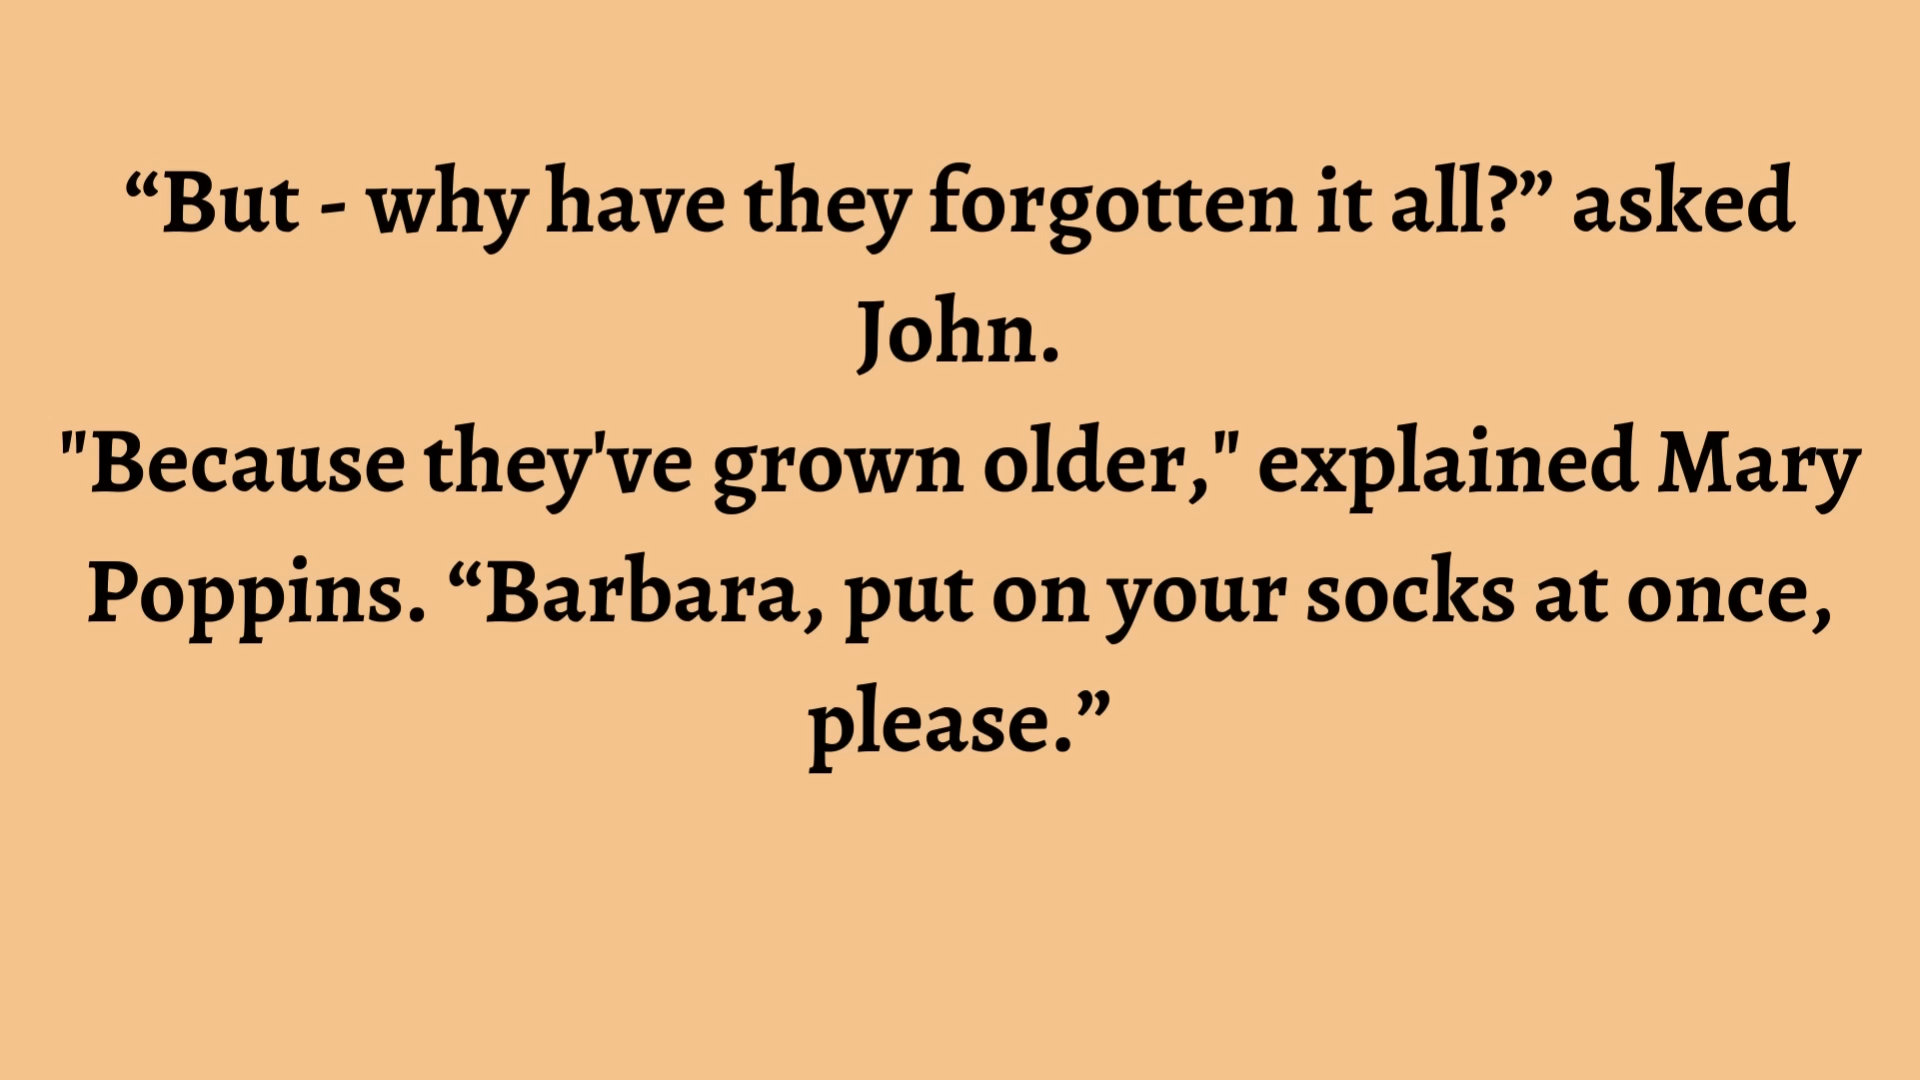 “But - why have they forgotten it all?” asked
John.
"Because they've grown older," explained Mary
Poppins. “Barbara, put on your socks at once,
please.”